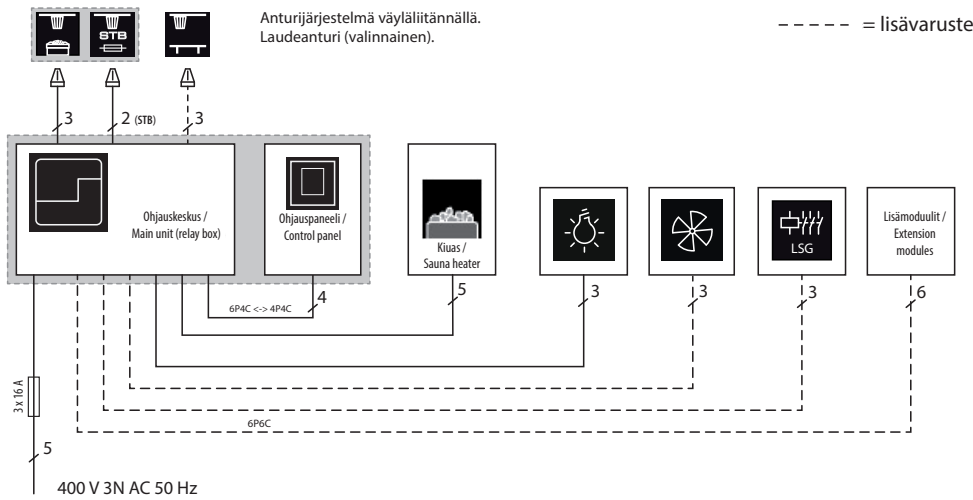 Anturijärjestelmä väyläliitännällä.
Laudeanturi (valinnainen).
= lisävaruste
STB
3
2 (STB)
3
Ohjauskeskus /
Main unit (relay box)
Ohjauspaneeli /
Control panel
Kiuas /
Sauna heater
LSG
Lisämoduulit /
Extension
modules
4
5
3
3
3
6
6P4C <-> 4P4C
3 x 16 A
6P6C
5
400 V 3N AC 50 Hz